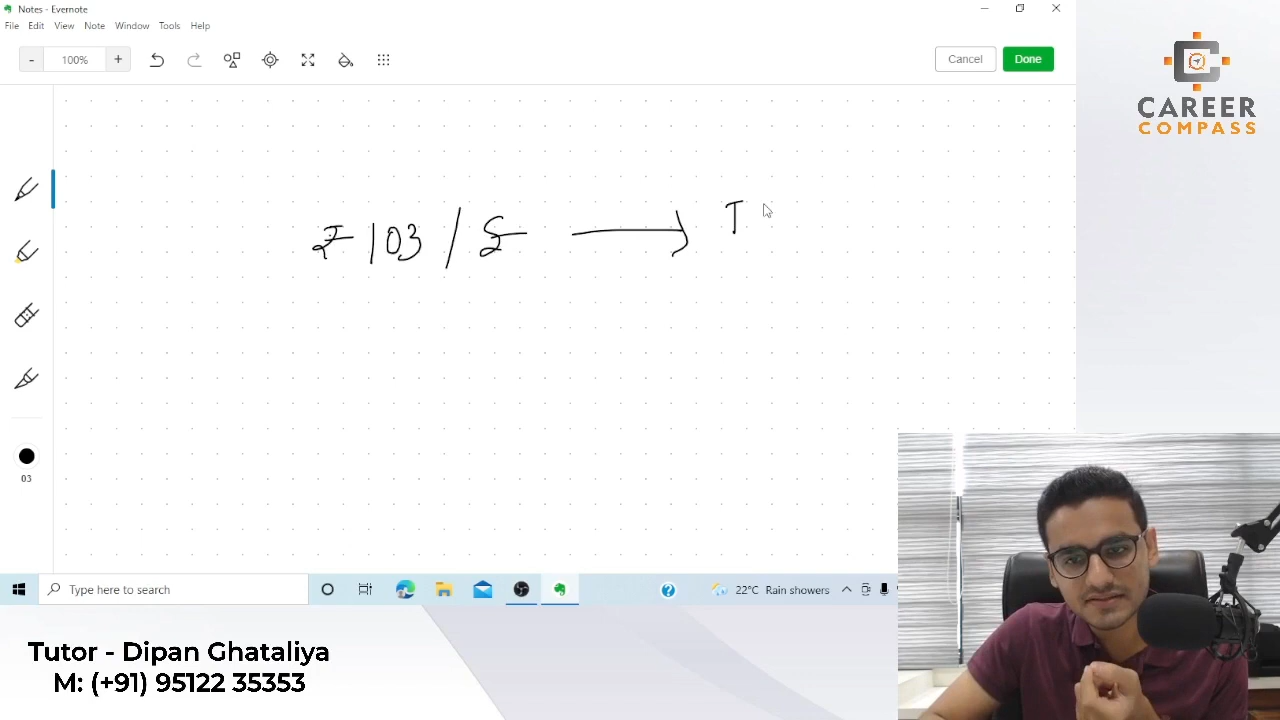 Notes - Evernote
File Edit View Note Window Tools Help
- 100% + Cancel Done
CAREER
COMPASS
₹ 103 / $ → I
03
Type here to search
22°C Rain showers
Tutor - Dipan Ghataliya
M: (+91) 95122 35353